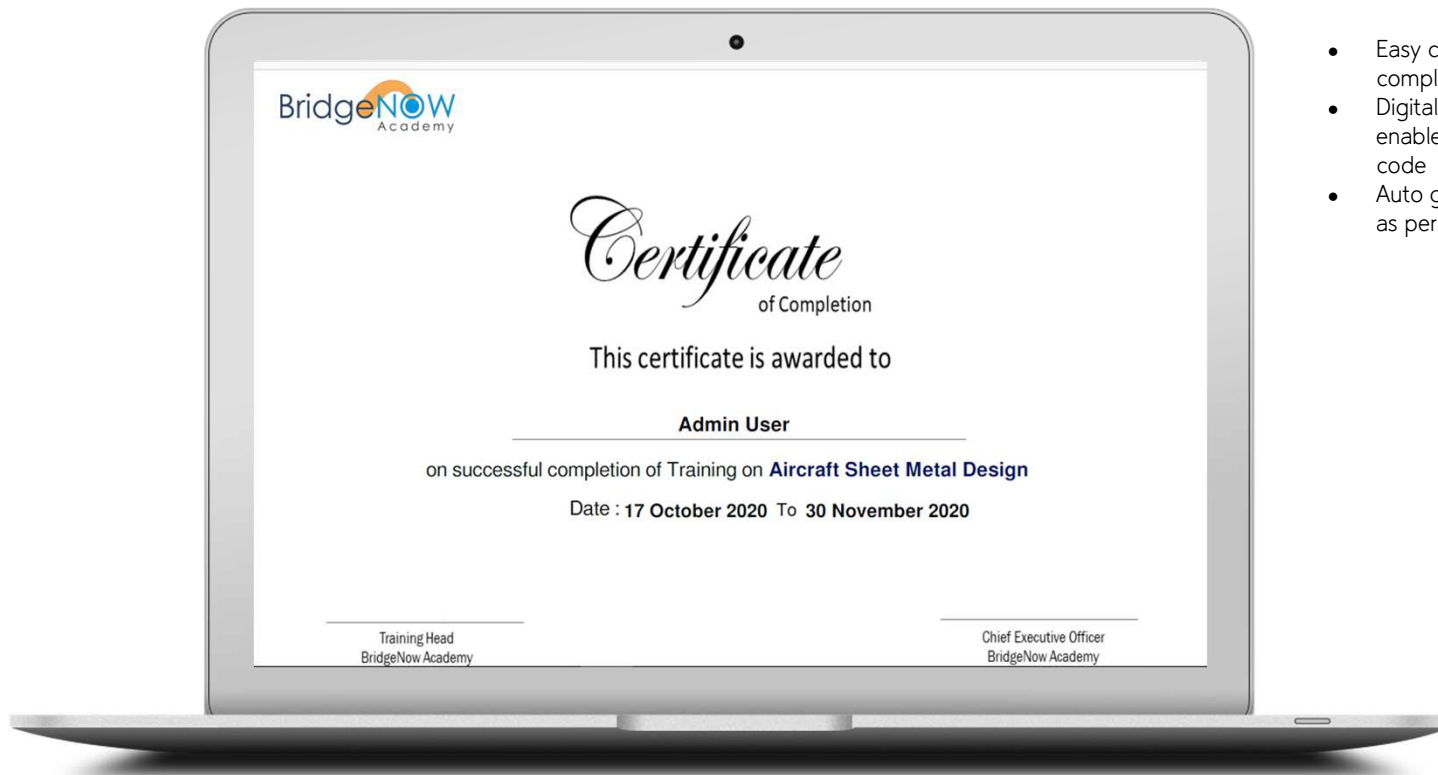 BridgeNOW
Academy
Certificate
of Completion
This certificate is awarded to
Admin User
on successful completion of Training on Aircraft Sheet Metal Design
Date : 17 October 2020 To 30 November 2020
Training Head
BridgeNow Academy
Chief Executive Officer
BridgeNow Academy
• Easy
• Digital
code
• Auto
as per